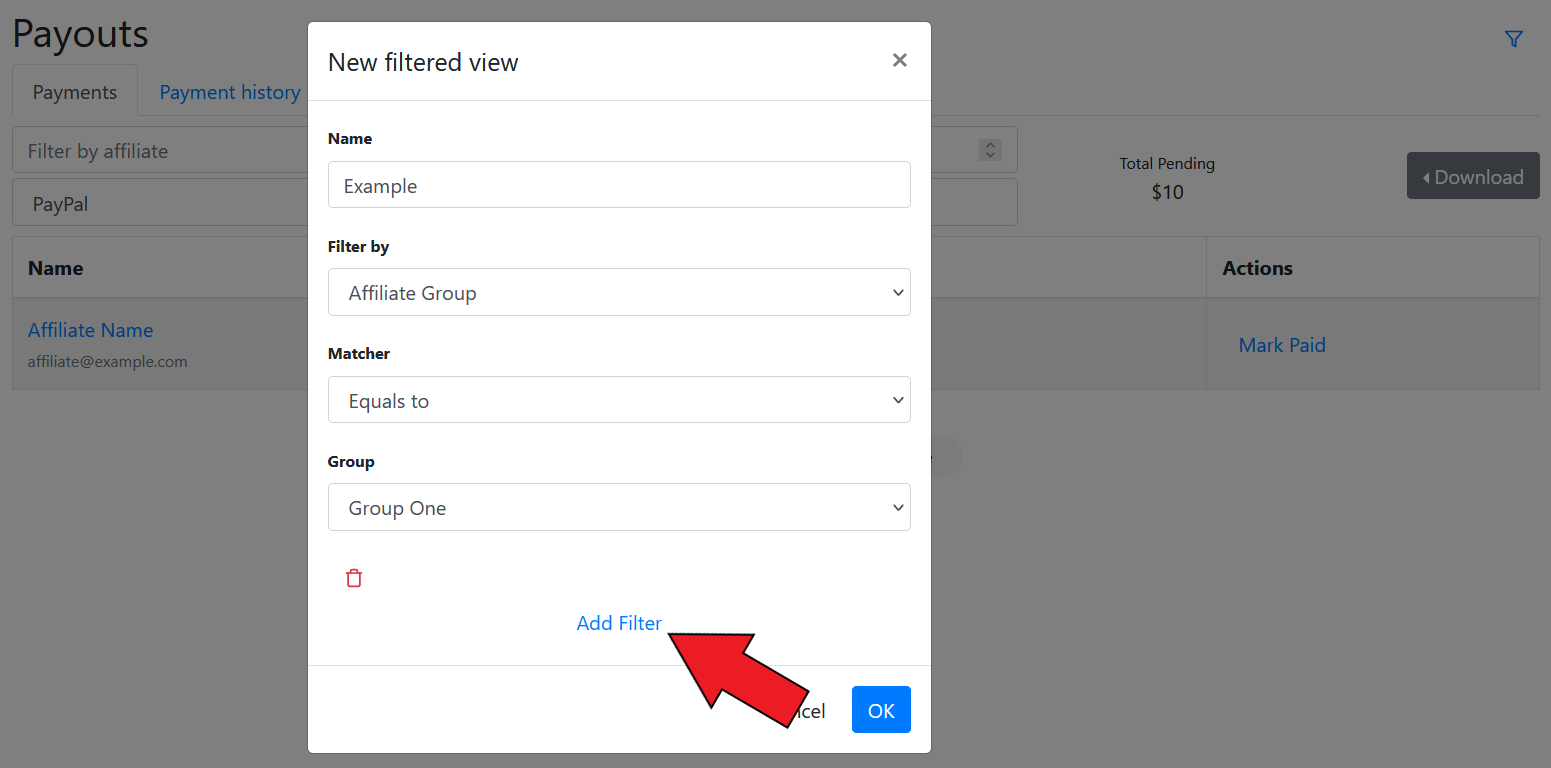 Payouts
Payments
Payment history
Filter by affiliate
PayPal
Total Pending
$10
Download
Name
Actions
Affiliate Name
affiliate@example.com
Mark Paid
New filtered view
×
Name
Example
Filter by
Affiliate Group
Matcher
Equals to
Group
Group One
Add Filter
OK